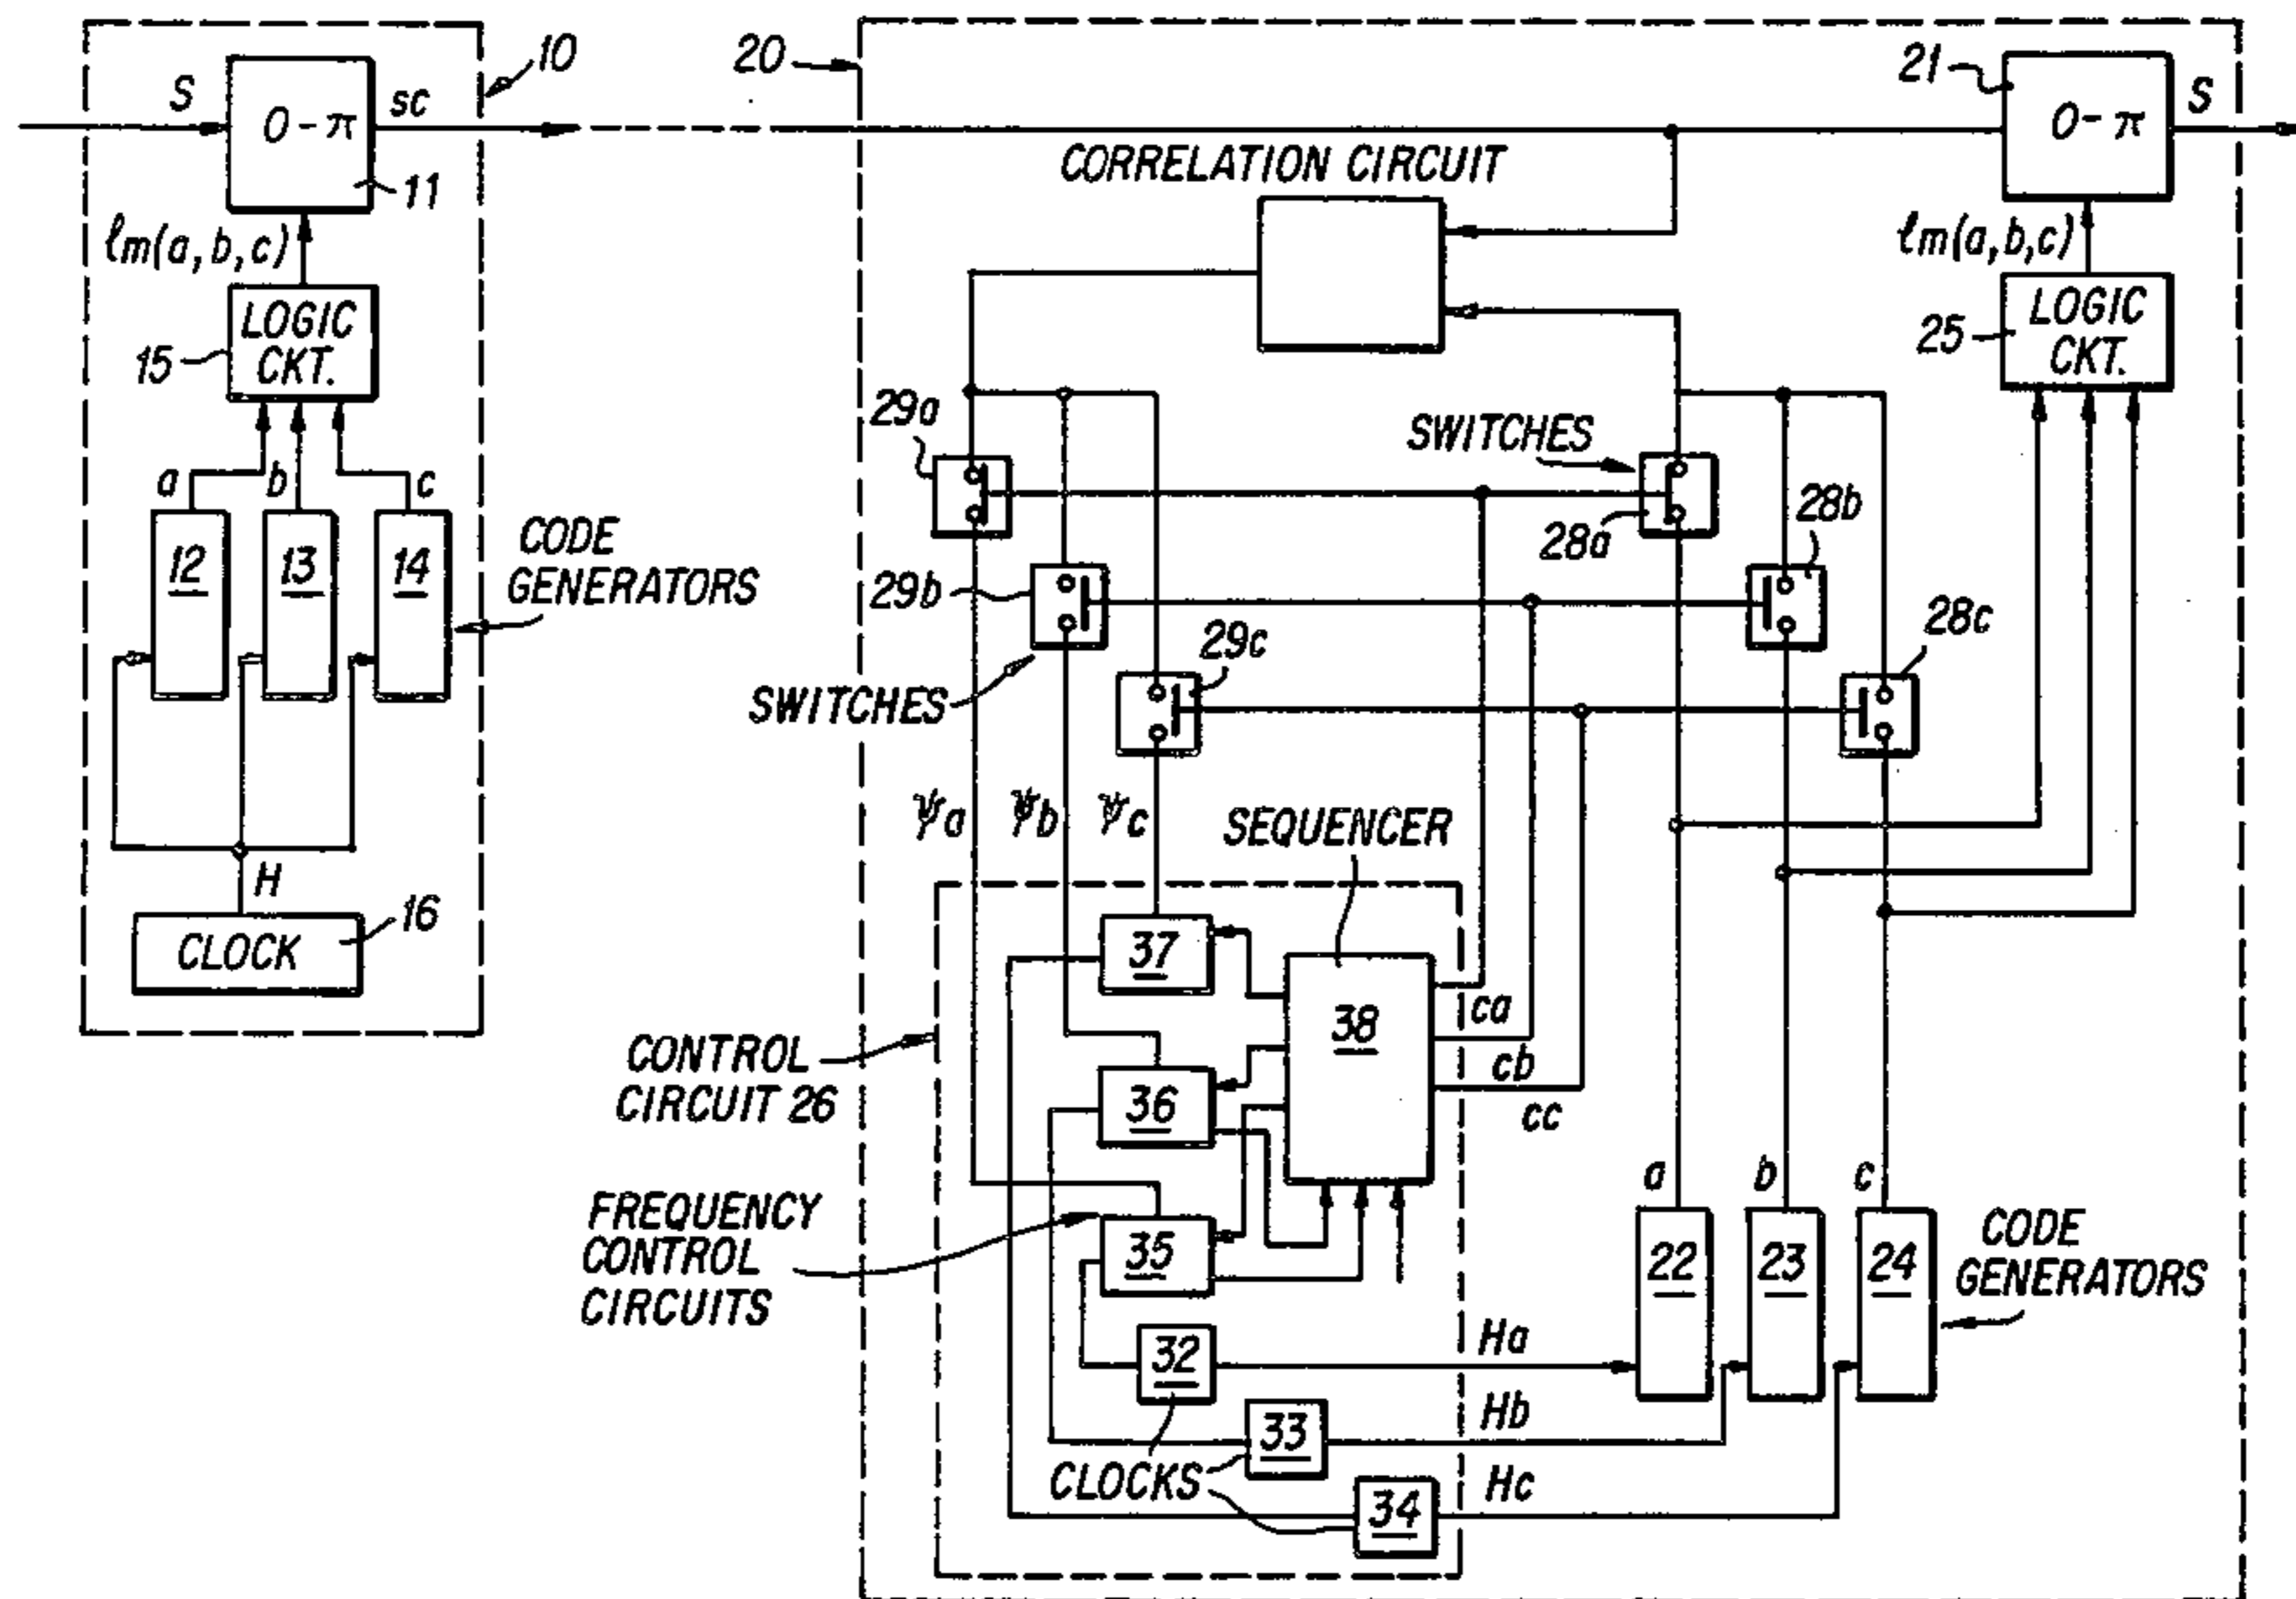 S
0-π
sc
10
11
ℓm(a,b,c)
LOGIC
CKT.
15
a
b
c
12
13
14
CODE
GENERATORS
H
CLOCK
16
20
CORRELATION CIRCUIT
21
0-π
S
ℓm(a,b,c)
LOGIC
CKT.
25
29a
SWITCHES
28a
28b
29b
29c
28c
SWITCHES
ψa
ψb
ψc
SEQUENCER
37
38
ca
cb
cc
CONTROL
CIRCUIT 26
36
FREQUENCY
CONTROL
CIRCUITS
35
a
b
c
22
23
24
CODE
GENERATORS
32
Ha
33
Hb
CLOCKS
34
Hc